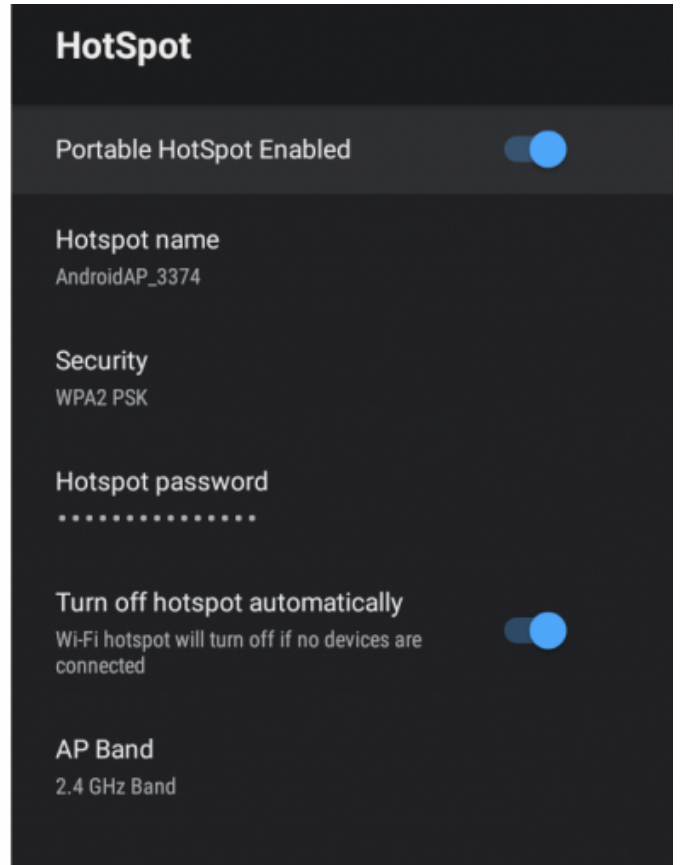 HotSpot
Portable HotSpot Enabled
Hotspot name
AndroidAP_3374
Security
WPA2 PSK
Hotspot password
•••••••••••••••
Turn off hotspot automatically
Wi-Fi hotspot will turn off if no devices are
connected
AP Band
2.4 GHz Band